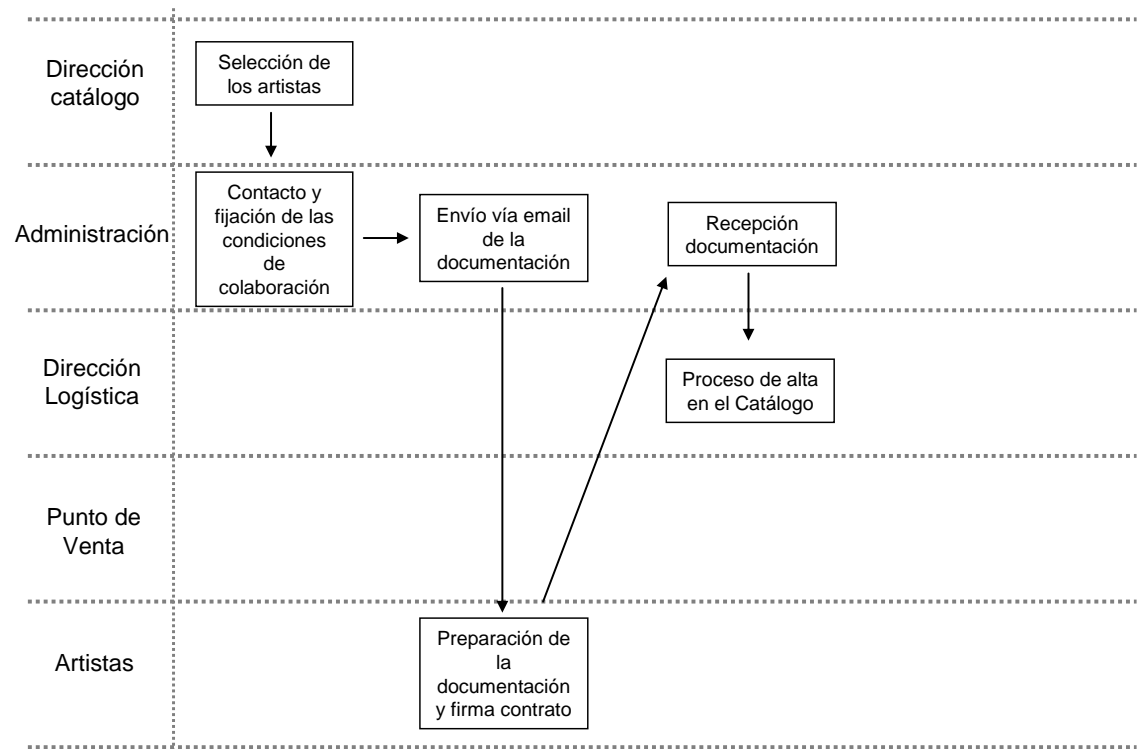 Dirección
catálogo
Selección de
los artistas
Administración
Contacto y
fijación de las
condiciones
de
colaboración
Envío vía email
de la
documentación
Recepción
documentación
Dirección
Logística
Proceso de alta
en el Catálogo
Punto de
Venta
Artistas
Preparación de
la
documentación
y firma contrato